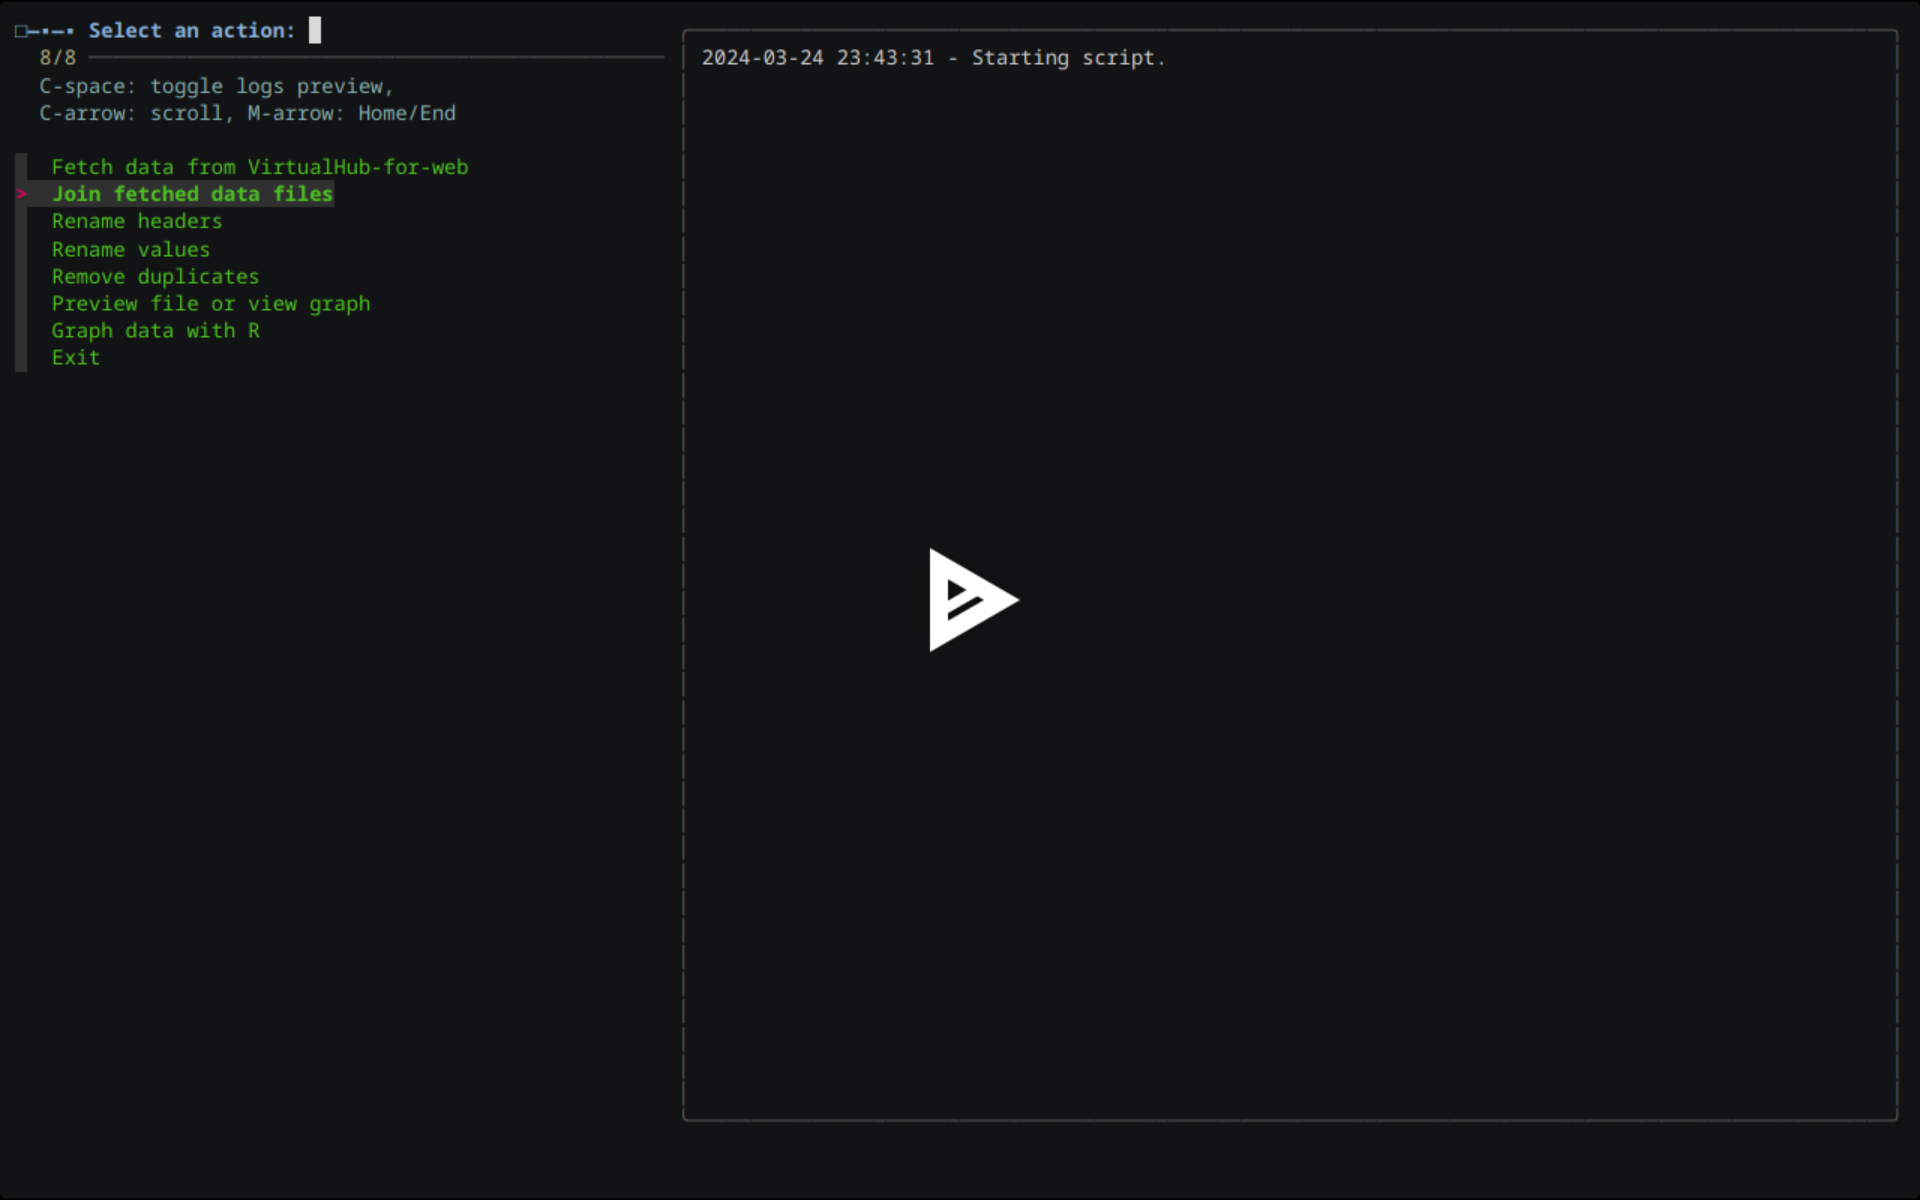 Select an action:
8/8
C-space: toggle logs preview,
C-arrow: scroll, M-arrow: Home/End
Fetch data from VirtualHub-for-web
> Join fetched data files
Rename headers
Rename values
Remove duplicates
Preview file or view graph
Graph data with R
Exit
2024-03-24 23:43:31 - Starting script.